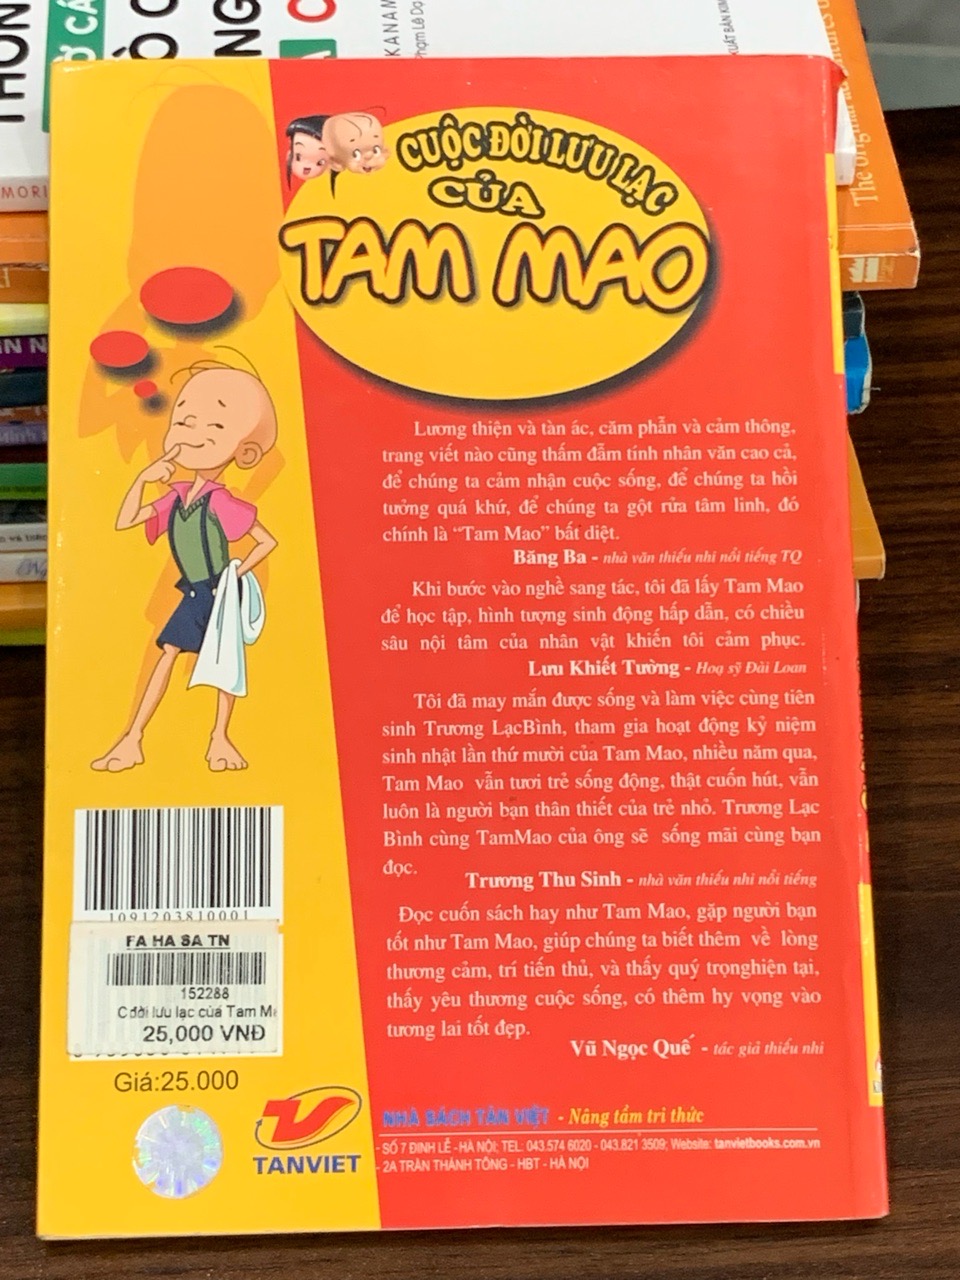 CUỘC ĐỜI LƯU LẠC
CỦA
TAM MAO
Lương thiện và tàn ác, căm phẫn và cảm thông,
trang viết nào cũng thấm đẫm tính nhân văn cao cả,
để chúng ta cảm nhận cuộc sống, để chúng ta hồi
tưởng quá khứ, để chúng ta gột rửa tâm linh, đó
chính là “Tam Mao” bất diệt.
Băng Ba - nhà văn thiếu nhi nổi tiếng TQ
Khi bước vào nghề sang tác, tôi đã lấy Tam Mao
để học tập, hình tượng sinh động hấp dẫn, có chiều
sâu nội tâm của nhân vật khiến tôi cảm phục.
Lưu Khiết Tường - Hoạ sỹ Đài Loan
Tôi đã may mắn được sống và làm việc cùng tiên
sinh Trương LạcBình, tham gia hoạt động kỷ niệm
sinh nhật lần thứ mười của Tam Mao, nhiều năm qua,
Tam Mao vẫn tươi trẻ sống động, thật cuốn hút, vẫn
luôn là người bạn thân thiết của trẻ nhỏ. Trương Lạc
Bình cùng TamMao của ông sẽ sống mãi cùng bạn
đọc.
Trương Thu Sinh - nhà văn thiếu nhi nổi tiếng
Đọc cuốn sách hay như Tam Mao, gặp người bạn
tốt như Tam Mao, giúp chúng ta biết thêm về lòng
thương cảm, trí tiến thủ, và thấy quý trọnghiện tại,
thấy yêu thương cuộc sống, có thêm hy vọng vào
tương lai tốt đẹp.
Vũ Ngọc Quế - tác giả thiếu nhi
1091203810001
FA HA SA TN
152288
Cđời lưu lạc của Tam Ma
25,000 VNĐ
Giá:25.000
TANVIET
NHÀ SÁCH TÂN VIỆT - Nâng tầm tri thức
- SỐ 7 ĐINH LỄ -HÀ NỘI; TEL: 043.574 6020 - 043.821 3509; Website: tanvietbooks.com.vn
- 2A TRẦN THÁNH TÔNG - HBT - HÀ NỘI